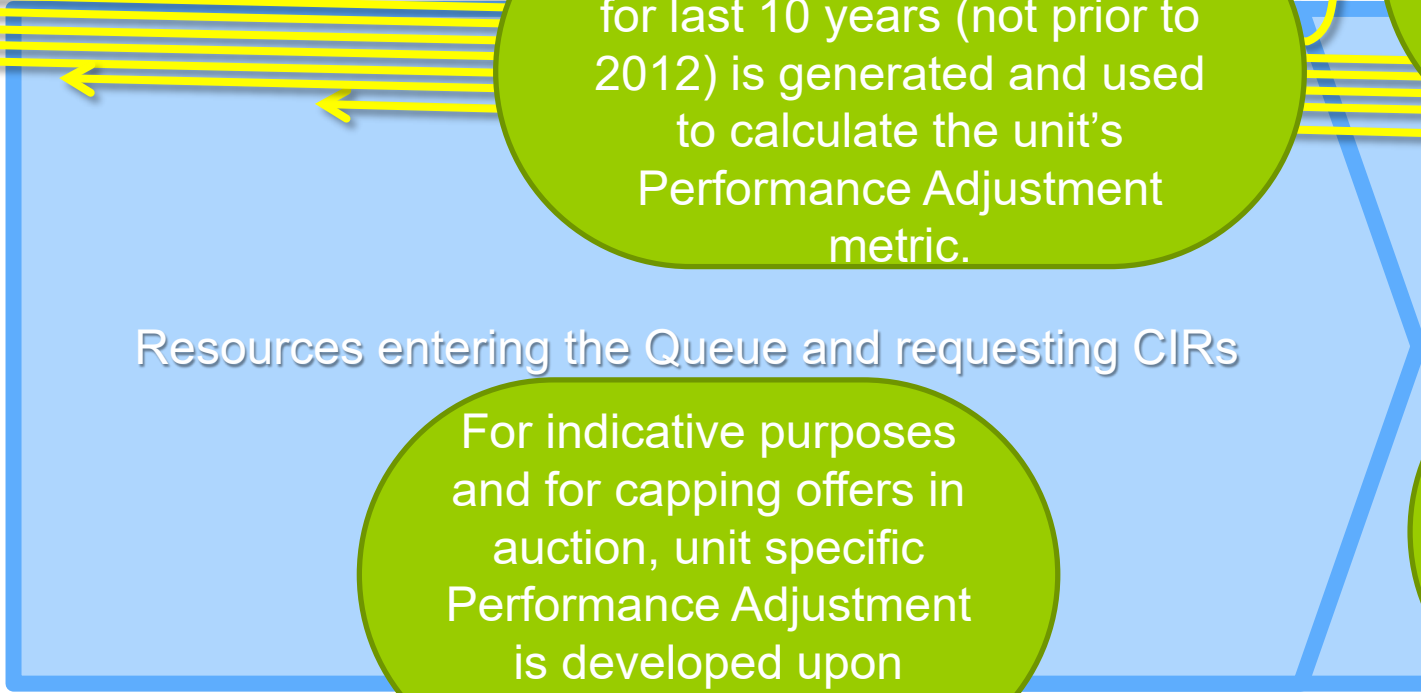 for last 10 years (not prior to
2012) is generated and used
to calculate the unit’s
Performance Adjustment
metric.
Resources entering the Queue and requesting CIRs
For indicative purposes
and for capping offers in
auction, unit specific
Performance Adjustment
is developed upon